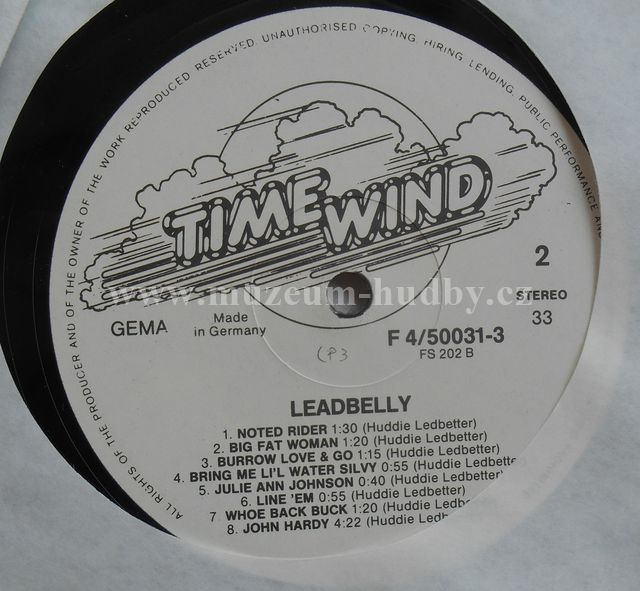 ALL RIGHTS OF THE PRODUCER AND OF THE OWNER OF THE WORK REPRODUCED RESERVED. UNAUTHORISED COPYING, HIRING, LENDING, PUBLIC PERFORMANCE AND
TIME WIND
2
www.muzeum-hudby.cz
STEREO
33
GEMA
Made
in Germany
F 4/50031-3
FS 202 B
CP3
LEADBELLY
1. NOTED RIDER 1:30 (Huddie Ledbetter)
2. BIG FAT WOMAN 1:20 (Huddie Ledbetter)
3. BURROW LOVE & GO 1:15 (Huddie Ledbetter)
4. BRING ME LI'L WATER SILVY 0:55 (Huddie Ledbetter)
5. JULIE ANN JOHNSON 0:40 (Huddie Ledbetter)
6. LINE 'EM 0:55 (Huddie Ledbetter)
7. WHOE BACK BUCK 1:20 (Huddie Ledbe
8. JOHN HARDY 4:22 (Huddie Ledb